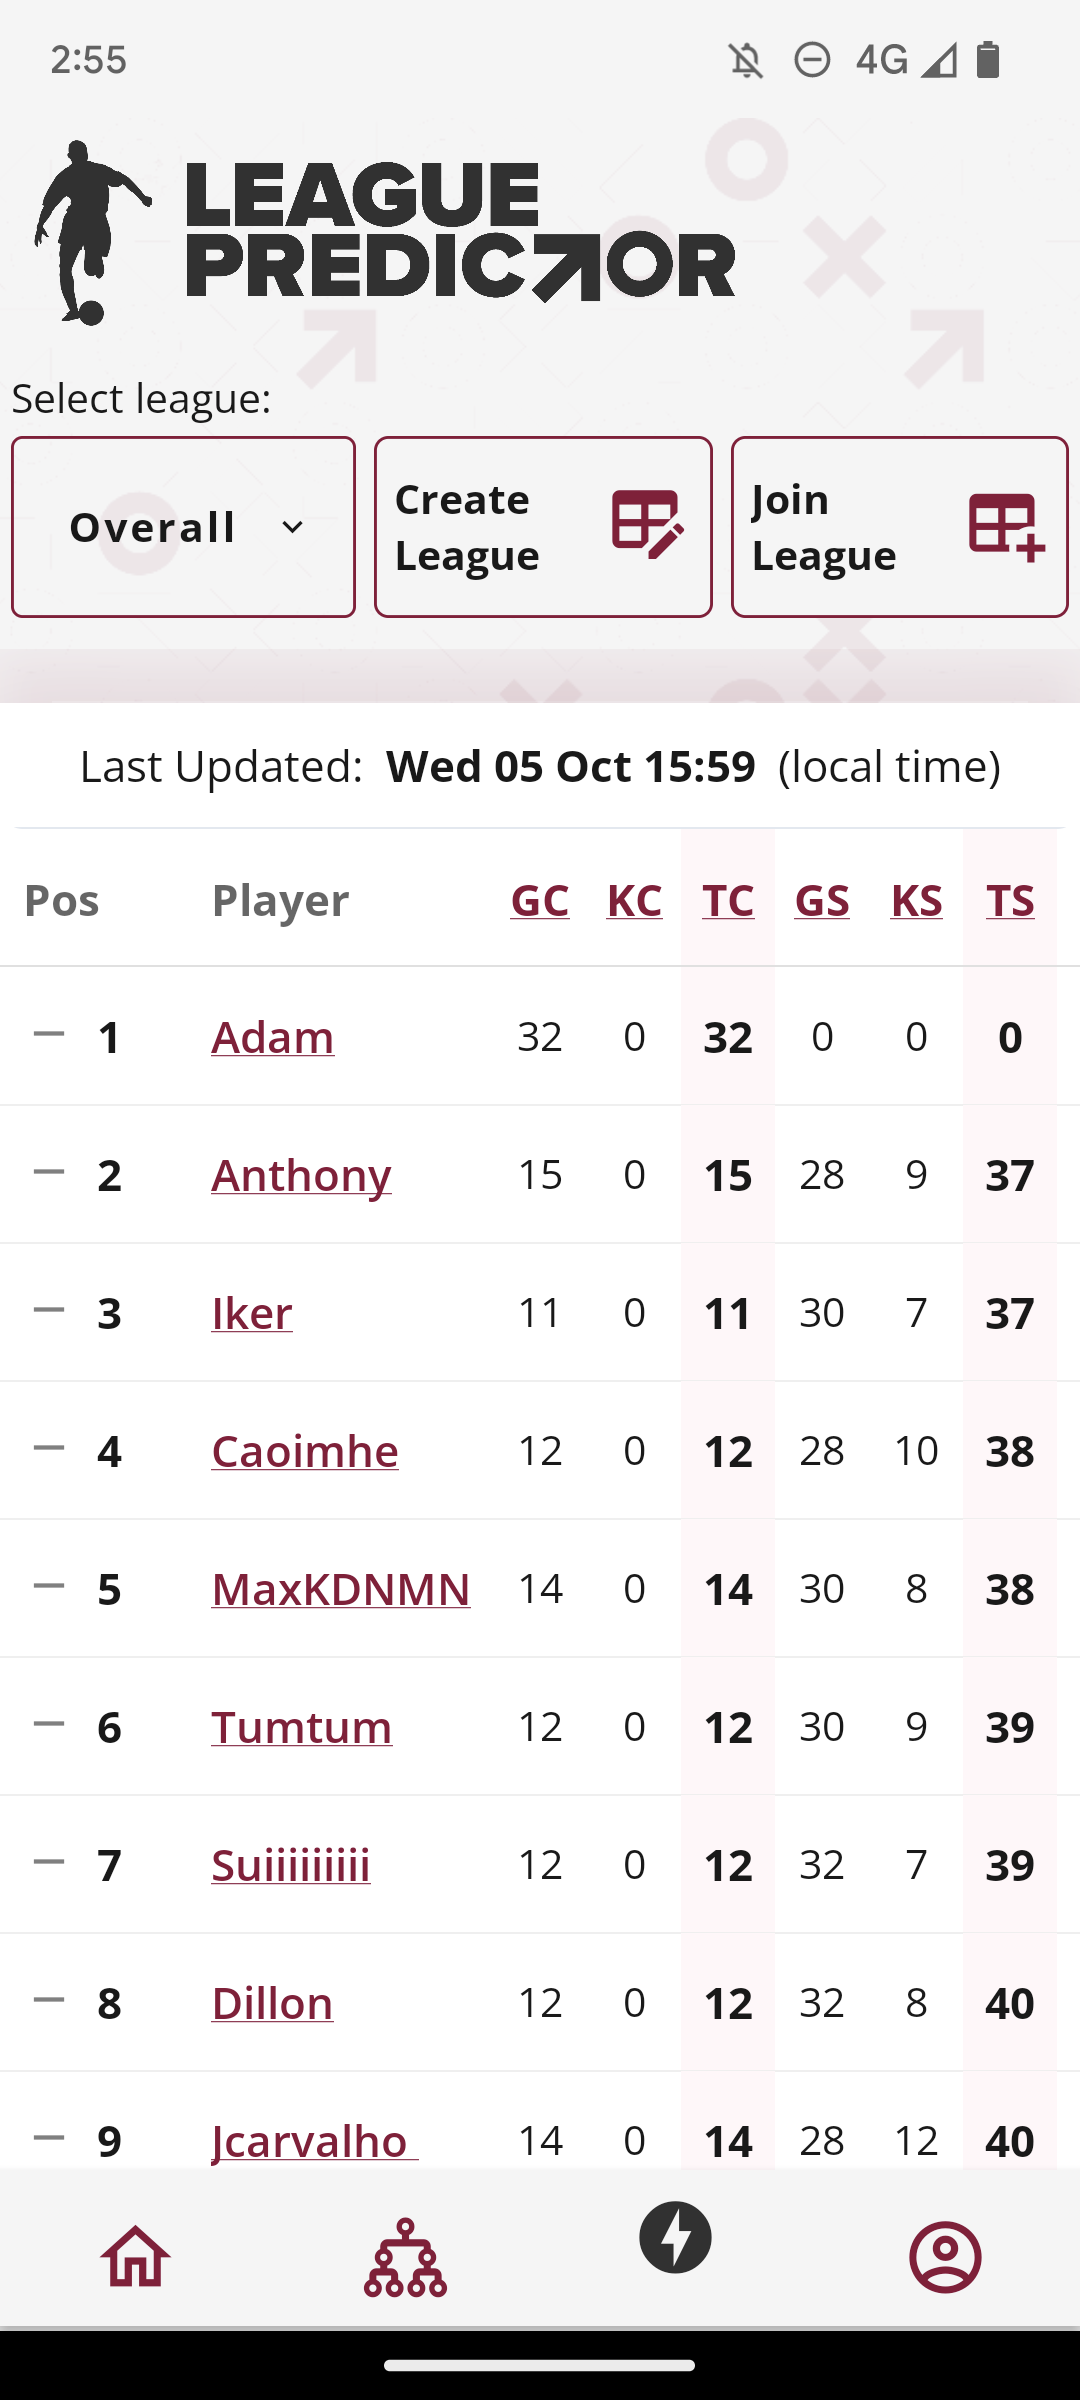 2:55 4G
LEAGUE
PREDICTOR
Select league:
Overall
Create
League
Join
League
Last Updated: Wed 05 Oct 15:59 (local time)
Pos Player GC KC TC GS KS TS
1 Adam 32 0 32 0 0 0
2 Anthony 15 0 15 28 9 37
3 Iker 11 0 11 30 7 37
4 Caoimhe 12 0 12 28 10 38
5 MaxKDNMN 14 0 14 30 8 38
6 Tumtum 12 0 12 30 9 39
7 Suiiiiiiiii 12 0 12 32 7 39
8 Dillon 12 0 12 32 8 40
9 Jcarvalho 14 0 14 28 12 40